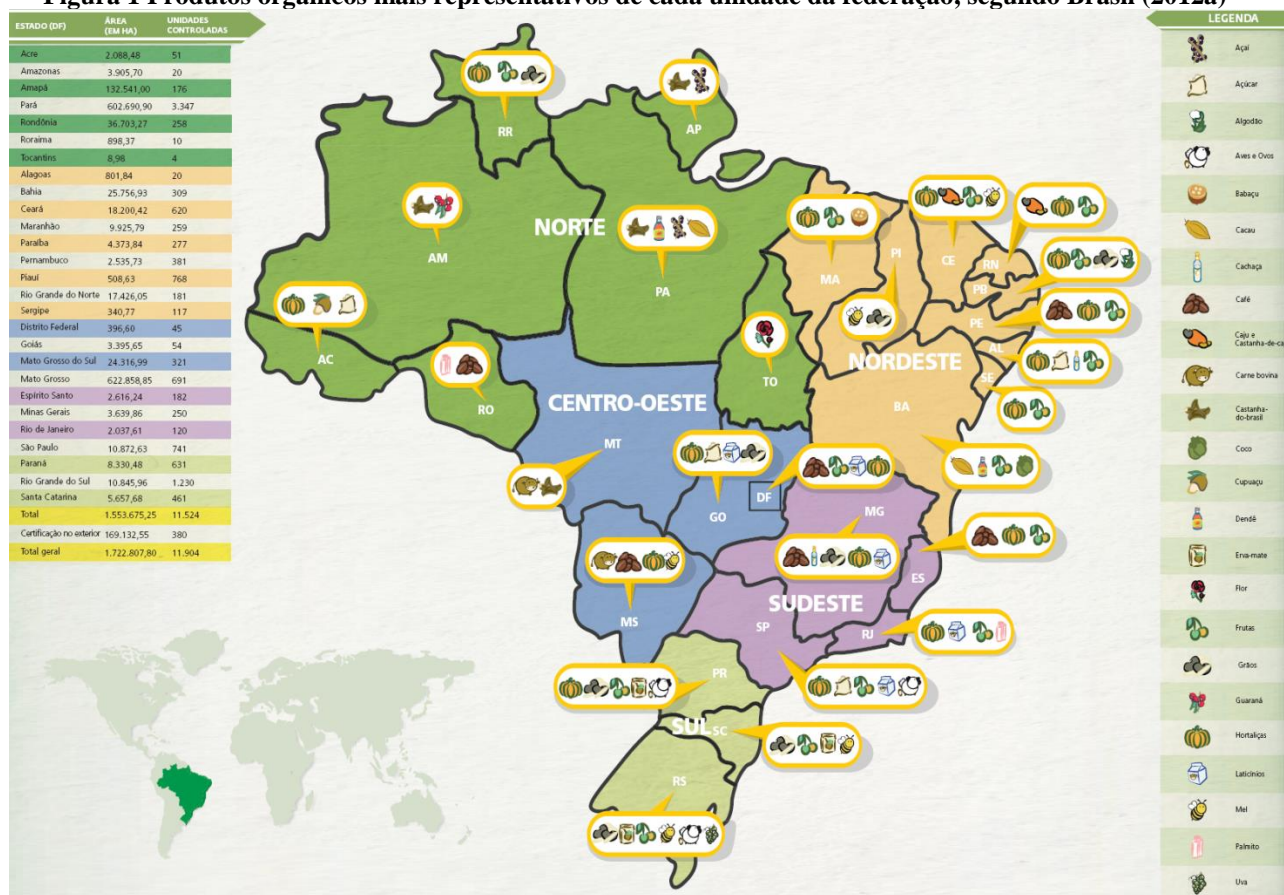 Figura 1 Produtos orgânicos mais representativos de cada unidade da federação, segundo Brasil (2012a)
ESTADO (DF) ÁREA (EM HA) UNIDADES CONTROLADAS
Acre 2.088,48 51
Amazonas 3.905,70 20
Amapá 132.541,00 176
Pará 602.690,90 3.347
Rondônia 36.703,27 258
Roraima 898,37 10
Tocantins 8,98 4
Alagoas 801,84 20
Bahia 25.756,93 309
Ceará 18.200,42 620
Maranhão 9.925,79 259
Paraíba 4.373,84 277
Pernambuco 2.535,73 381
Piauí 508,63 768
Rio Grande do Norte 17.426,05 181
Sergipe 340,77 117
Distrito Federal 396,60 45
Goiás 3.395,65 54
Mato Grosso do Sul 24.316,99 321
Mato Grosso 622.858,85 691
Espírito Santo 2.616,24 182
Minas Gerais 3.639,86 250
Rio de Janeiro 2.037,61 120
São Paulo 10.872,63 741
Paraná 8.330,48 631
Rio Grande do Sul 10.845,96 1.230
Santa Catarina 5.657,68 461
Total 1.553.675,25 11.524
Certificação no exterior 169.132,55 380
Total geral 1.722.807,80 11.904
RR
AP
NORTE
AM
PA
MA
PI
CE
RN
PB
PE
AL
SE
NORDESTE
BA
AC
RO
TO
CENTRO-OESTE
MT
GO
DF
MG
ES
MS
SUDESTE
SP
RJ
PR
SUL
SC
RS
LEGENDA
Açaí
Açúcar
Algodão
Aves e Ovos
Babaçu
Cacau
Cachaça
Café
Caju e
Castanha-de-ca
Carne bovina
Castanha-
do-brasil
Coco
Cupuaçu
Dendê
Erva-mate
Flor
Frutas
Grãos
Guaraná
Hortaliças
Laticínios
Mel
Palmito
Uva